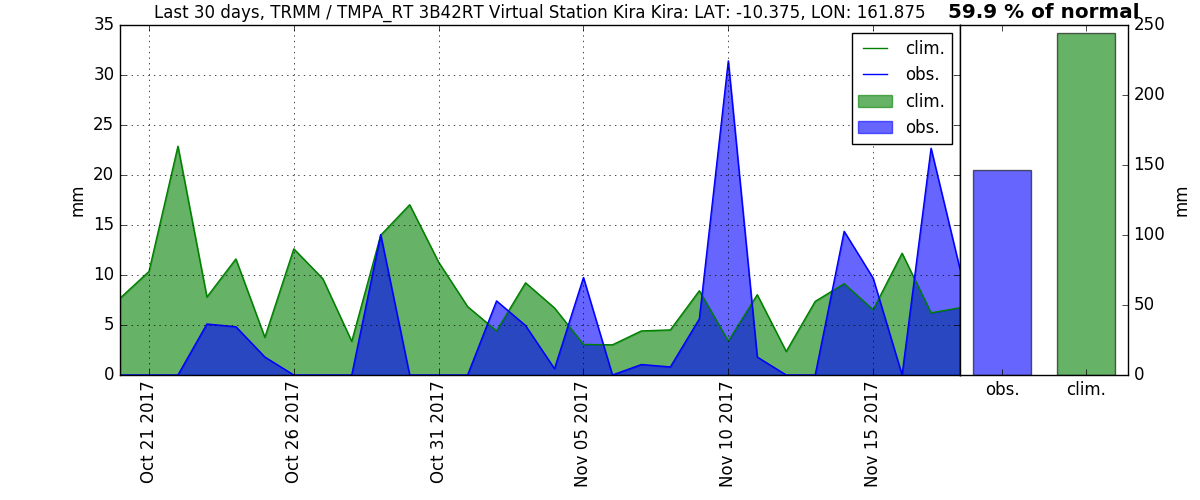 Last 30 days, TRMM / TMPA_RT 3B42RT Virtual Station Kira Kira: LAT: -10.375, LON: 161.875
59.9 % of normal
35
30
25
20
15
10
5
0
mm
clim.
obs.
clim.
obs.
250
200
150
100
50
0
mm
obs.
clim.
Oct 21 2017
Oct 26 2017
Oct 31 2017
Nov 05 2017
Nov 10 2017
Nov 15 2017